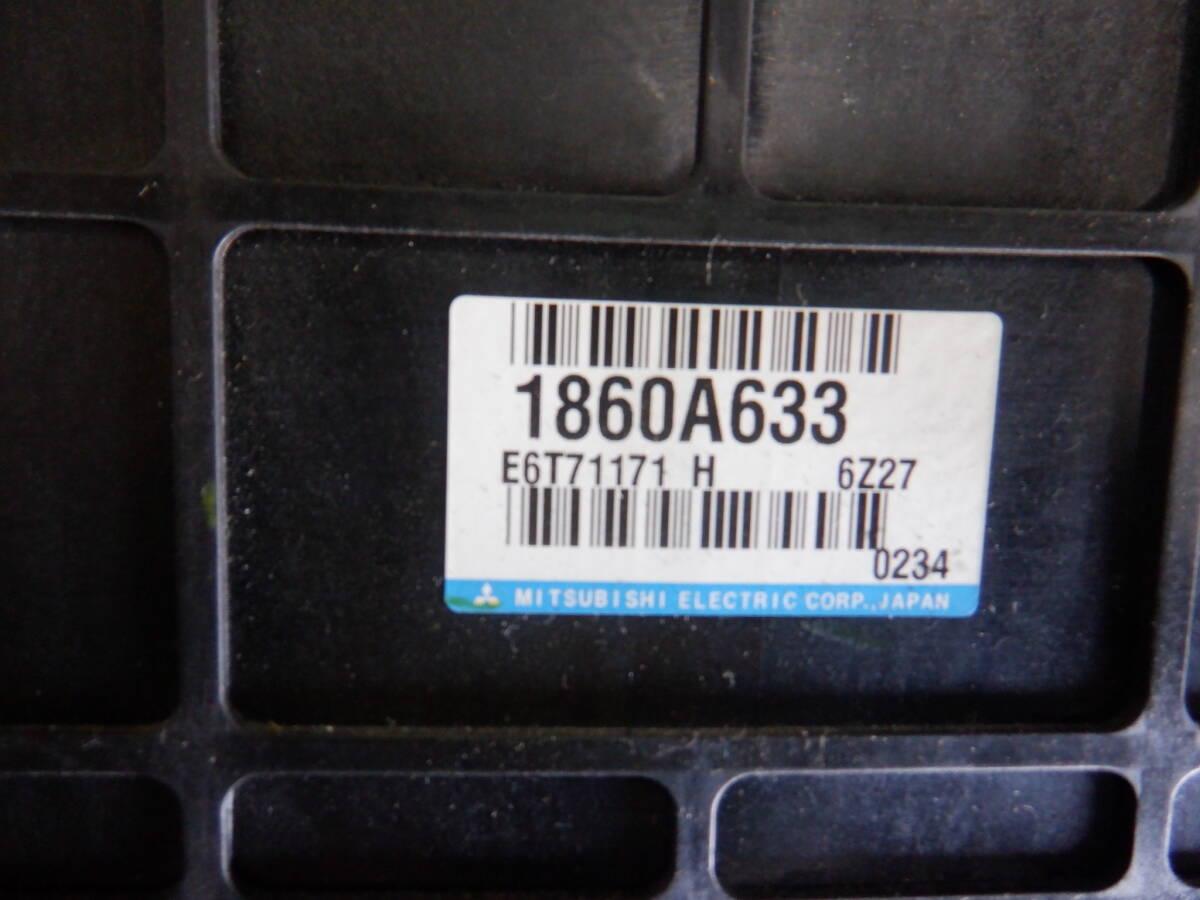 1860A633
E6T71171 H 6Z27
0234
MITSUBISHI ELECTRIC CORP.,JAPAN